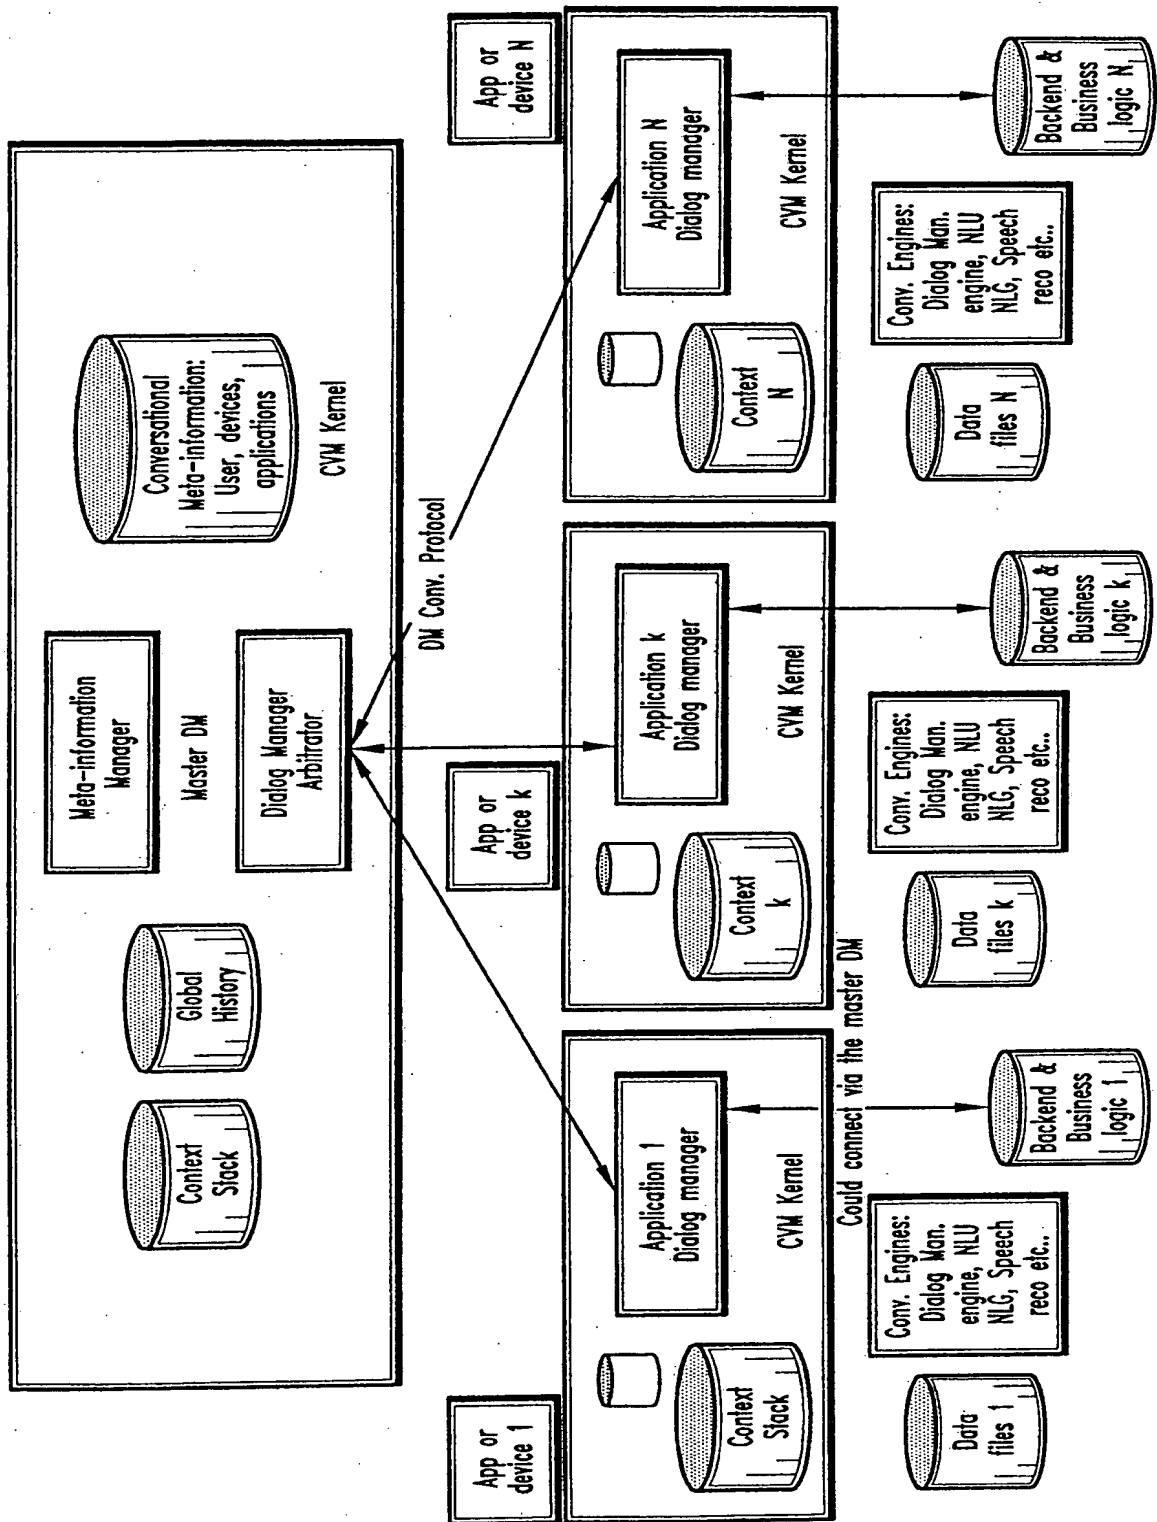 Context
Stack
Global
History
Meta-information
Manager
Master DM
Dialog Manager
Arbitrator
Conversational
Meta-information:
User, devices,
applications
CVM Kernel
DM Conv. Protocol
App or
device 1
Context
Stack
Application 1
Dialog manager
CVM Kernel
App or
device k
Context
k
Application k
Dialog manager
CVM Kernel
App or
device N
Context
N
Application N
Dialog manager
CVM Kernel
Could connect via the master DM
Data
files 1
Conv. Engines:
Dialog Man.
engine, NLU
NLG, Speech
reco etc..
Backend &
Business
logic 1
Data
files k
Conv. Engines:
Dialog Man.
engine, NLU
NLG, Speech
reco etc..
Backend &
Business
logic k
Data
files N
Conv. Engines:
Dialog Man.
engine, NLU
NLG, Speech
reco etc..
Backend &
Business
logic N